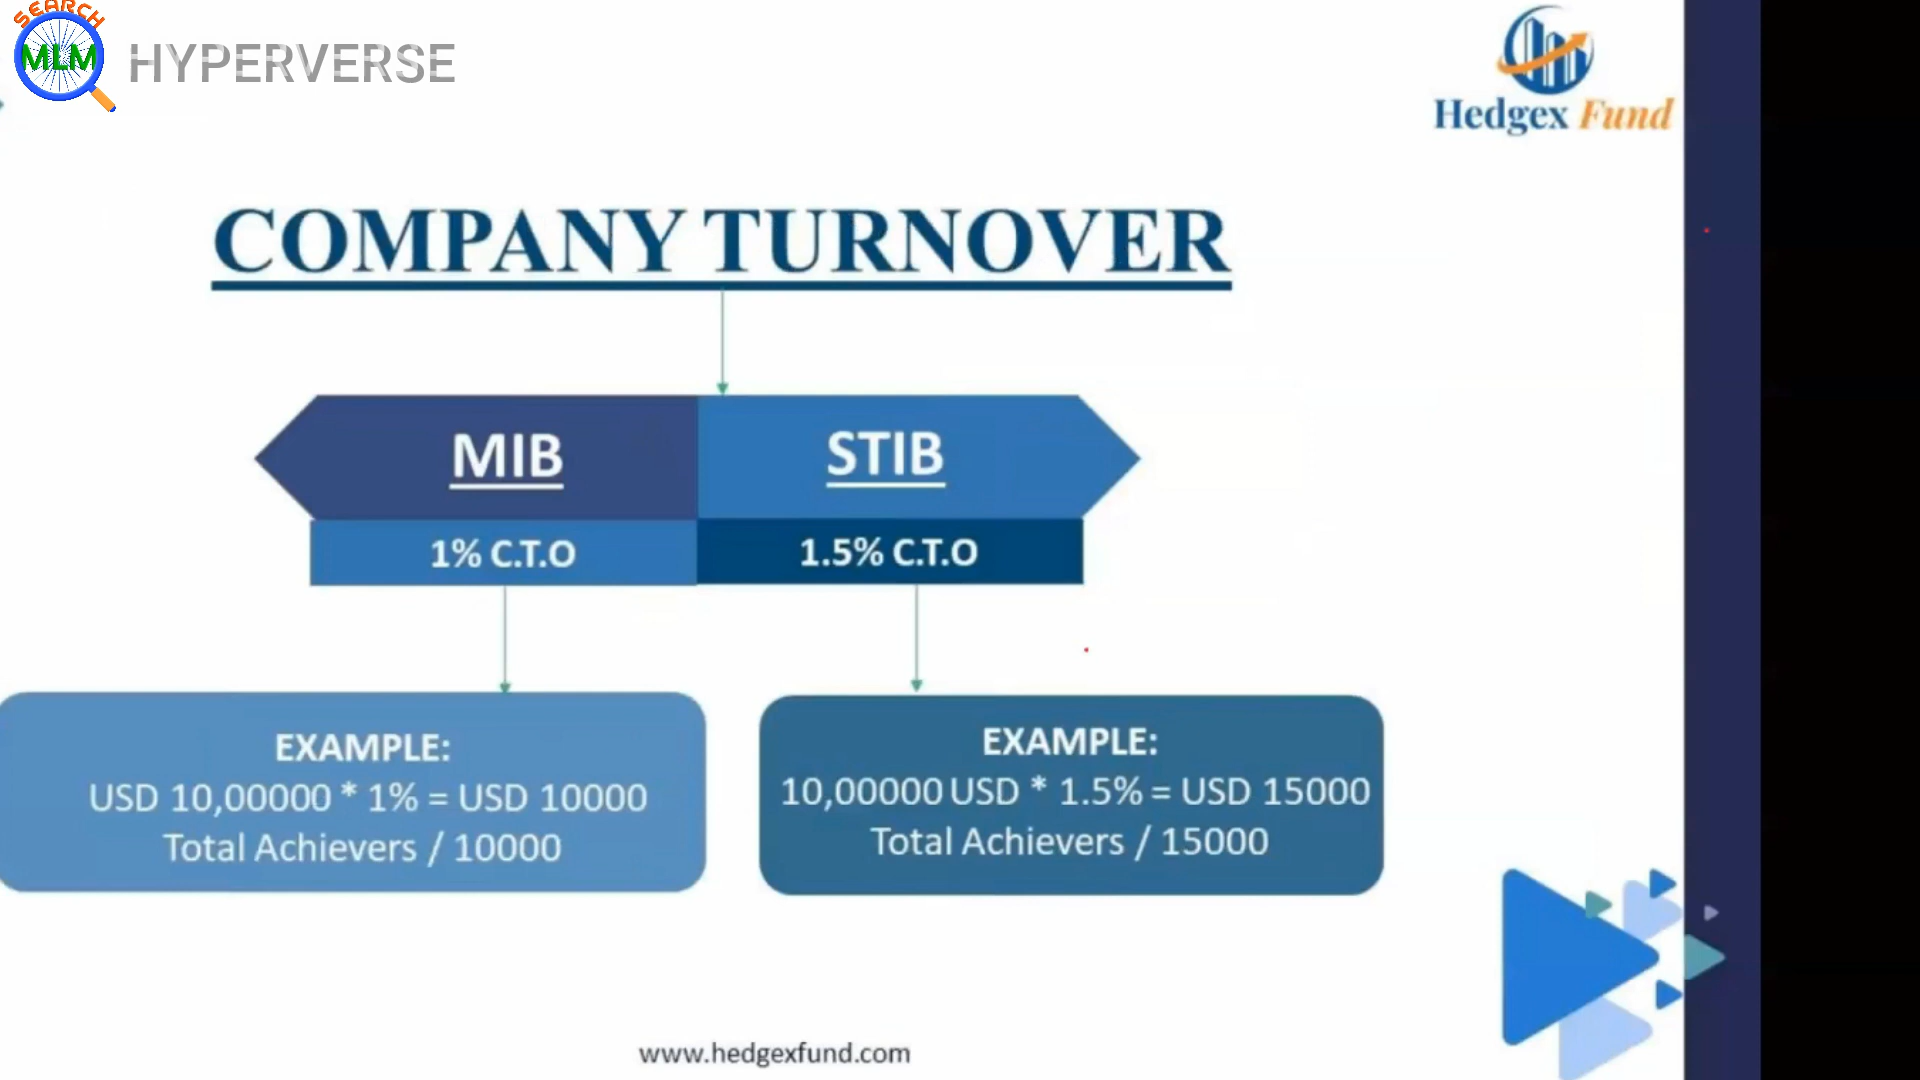 SEARCH
MLM
HYPERVERSE
Hedgex Fund
COMPANY TURNOVER
MIB
STIB
1% C.T.O
1.5% C.T.O
EXAMPLE:
USD 10,00000 * 1% = USD 10000
Total Achievers / 10000
EXAMPLE:
10,00000 USD * 1.5% = USD 15000
Total Achievers / 15000
www.hedgexfund.com